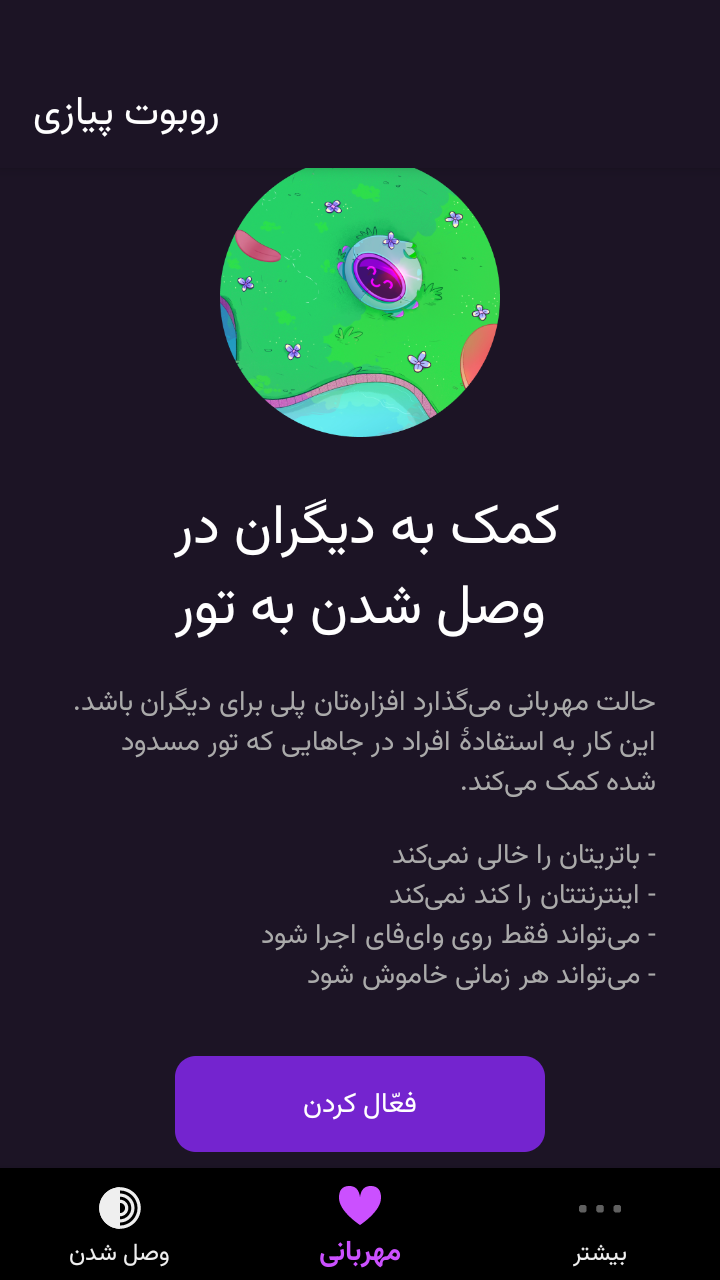 روبوت پیازی
کمک به دیگران در
وصل شدن به تور
حالت مهربانی می‌گذارد افزاره‌تان پلی برای دیگران باشد.
این کار به استفادهٔ افراد در جاهایی که تور مسدود
شده کمک می‌کند.
- باتریتان را خالی نمی‌کند
- اینترنتتان را کند نمی‌کند
- می‌تواند فقط روی وای‌فای اجرا شود
- می‌تواند هر زمانی خاموش شود
فعّال کردن
وصل شدن
مهربانی
بیشتر